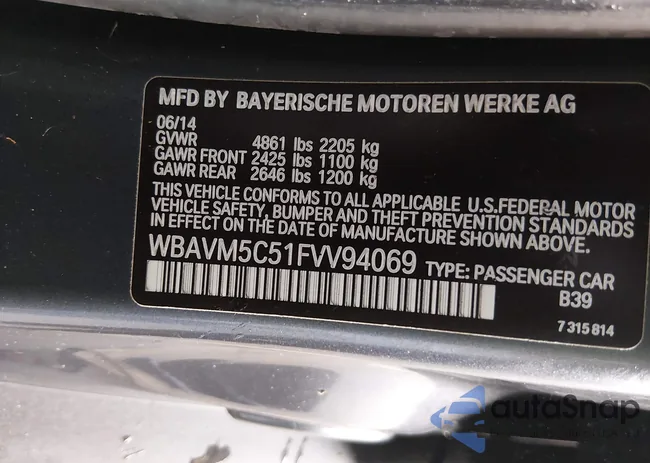 MFD BY BAYERISCHE MOTOREN WERKE AG
06/14
GVWR 4861 lbs 2205 kg
GAWR FRONT 2425 lbs 1100 kg
GAWR REAR 2646 lbs 1200 kg
THIS VEHICLE CONFORMS TO ALL APPLICABLE U.S.FEDERAL MOTOR
VEHICLE SAFETY, BUMPER AND THEFT PREVENTION STANDARDS
IN EFFECT ON THE DATE OF MANUFACTURE SHOWN ABOVE.
WBAVM5C51FVV94069 TYPE: PASSENGER CAR
B39
7 315 814
autoSnap